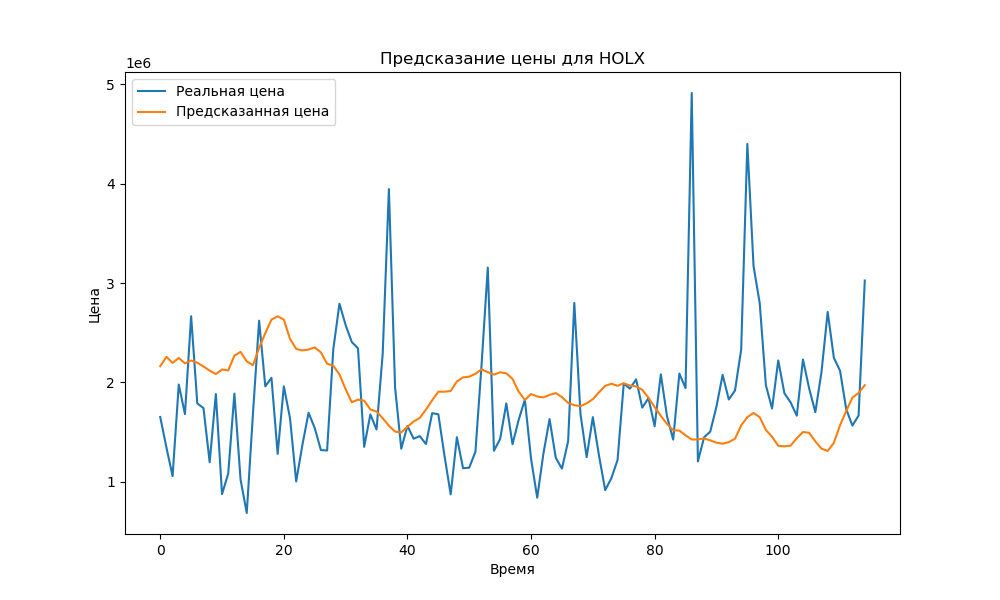 Предсказание цены для HOLX
1e6
Реальная цена
Предсказанная цена
5
4
3
2
1
Цена
0 20 40 60 80 100
Время